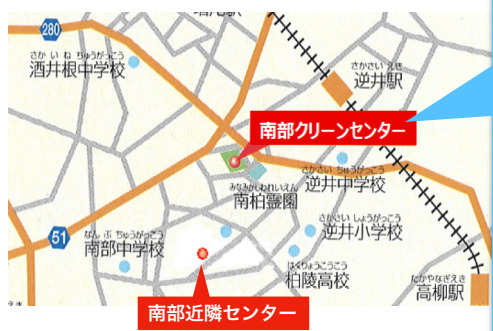 280
さかいねちゅうがっこう
酒井根中学校
さかさいえき
逆井駅
南部クリーンセンター
さかさいちゅうがっこう
逆井中学校
みなみかしわれいえん
南柏霊園
51
なんぶちゅうがっこう
南部中学校
さかさいしょうがっこう
逆井小学校
はくりょうこうこう
柏陵高校
たかやなぎえき
高柳駅
南部近隣センター